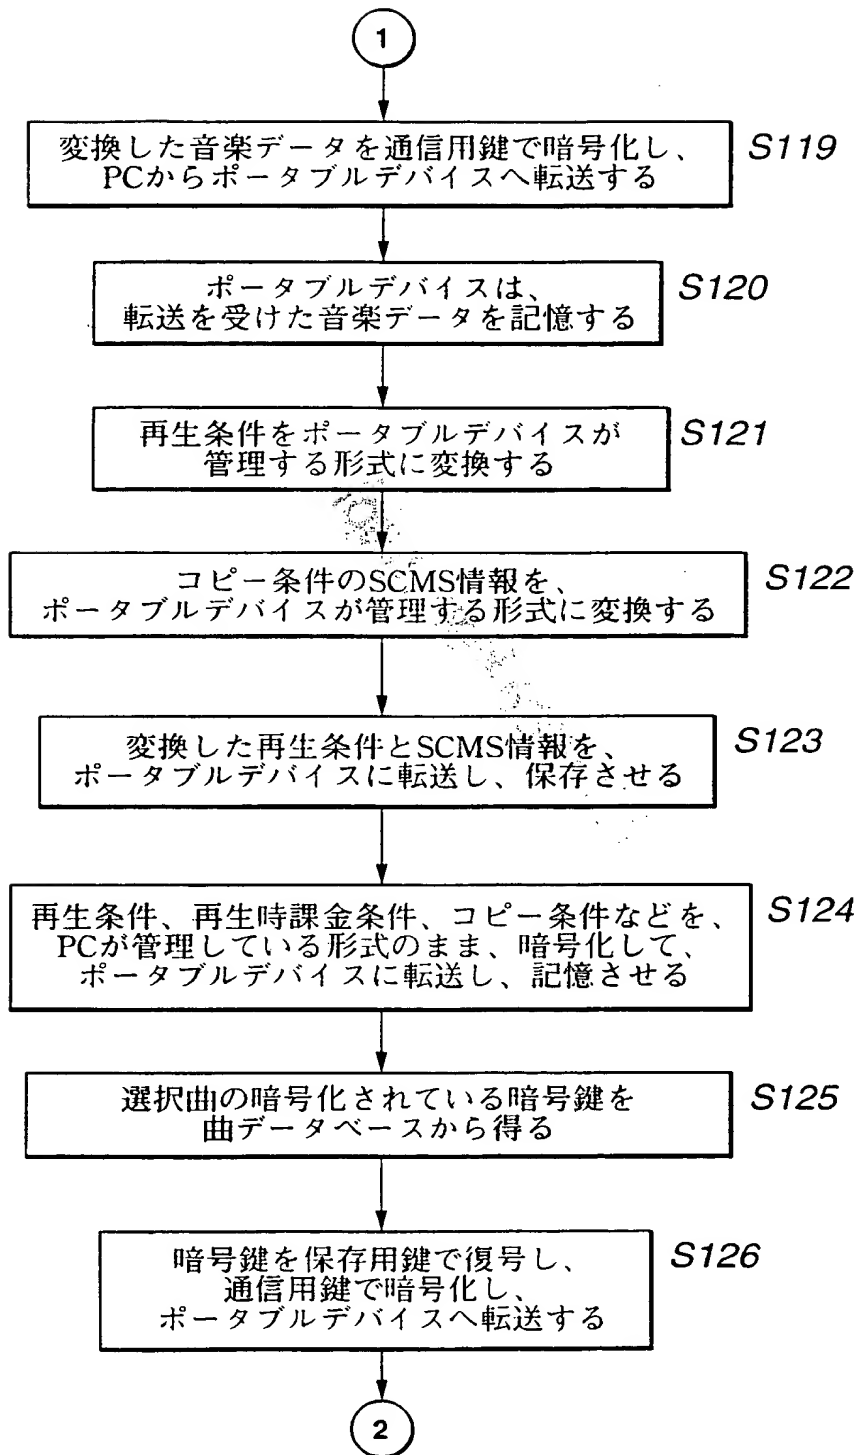 1
変換した音楽データを通信用鍵で暗号化し、
PCからポータブルデバイスへ転送する
S119
ポータブルデバイスは、
転送を受けた音楽データを記憶する
S120
再生条件をポータブルデバイスが
管理する形式に変換する
S121
コピー条件のSCMS情報を、
ポータブルデバイスが管理する形式に変換する
S122
変換した再生条件とSCMS情報を、
ポータブルデバイスに転送し、保存させる
S123
再生条件、再生時課金条件、コピー条件などを、
PCが管理している形式のまま、暗号化して、
ポータブルデバイスに転送し、記憶させる
S124
選択曲の暗号化されている暗号鍵を
曲データベースから得る
S125
暗号鍵を保存用鍵で復号し、
通信用鍵で暗号化し、
ポータブルデバイスへ転送する
S126
2